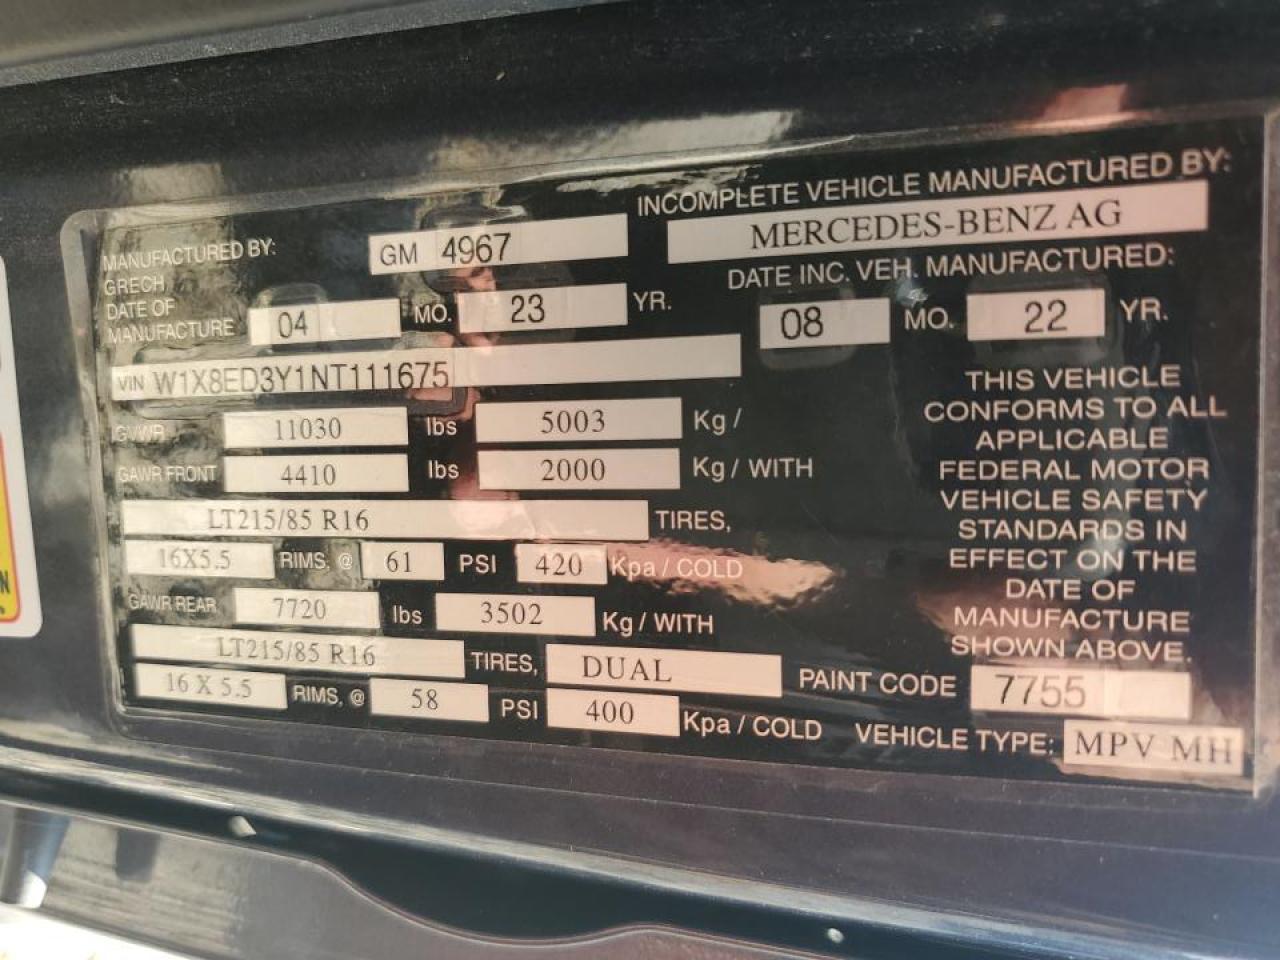 INCOMPLETE VEHICLE MANUFACTURED BY:
MANUFACTURED BY: GM 4967 MERCEDES-BENZ AG
GRECH DATE INC. VEH. MANUFACTURED:
DATE OF MANUFACTURE 04 MO. 23 YR. 08 MO. 22 YR.
VIN W1X8ED3Y1NT111675
GVWR 11030 lbs 5003 Kg /
GAWR FRONT 4410 lbs 2000 Kg / WITH
LT215/85 R16 TIRES,
16X5.5 RIMS, @ 61 PSI 420 Kpa / COLD
GAWR REAR 7720 lbs 3502 Kg / WITH
LT215/85 R16 TIRES, DUAL
16 X 5.5 RIMS, @ 58 PSI 400 Kpa / COLD
THIS VEHICLE
CONFORMS TO ALL
APPLICABLE
FEDERAL MOTOR
VEHICLE SAFETY
STANDARDS IN
EFFECT ON THE
DATE OF
MANUFACTURE
SHOWN ABOVE.
PAINT CODE 7755
VEHICLE TYPE: MPV MH